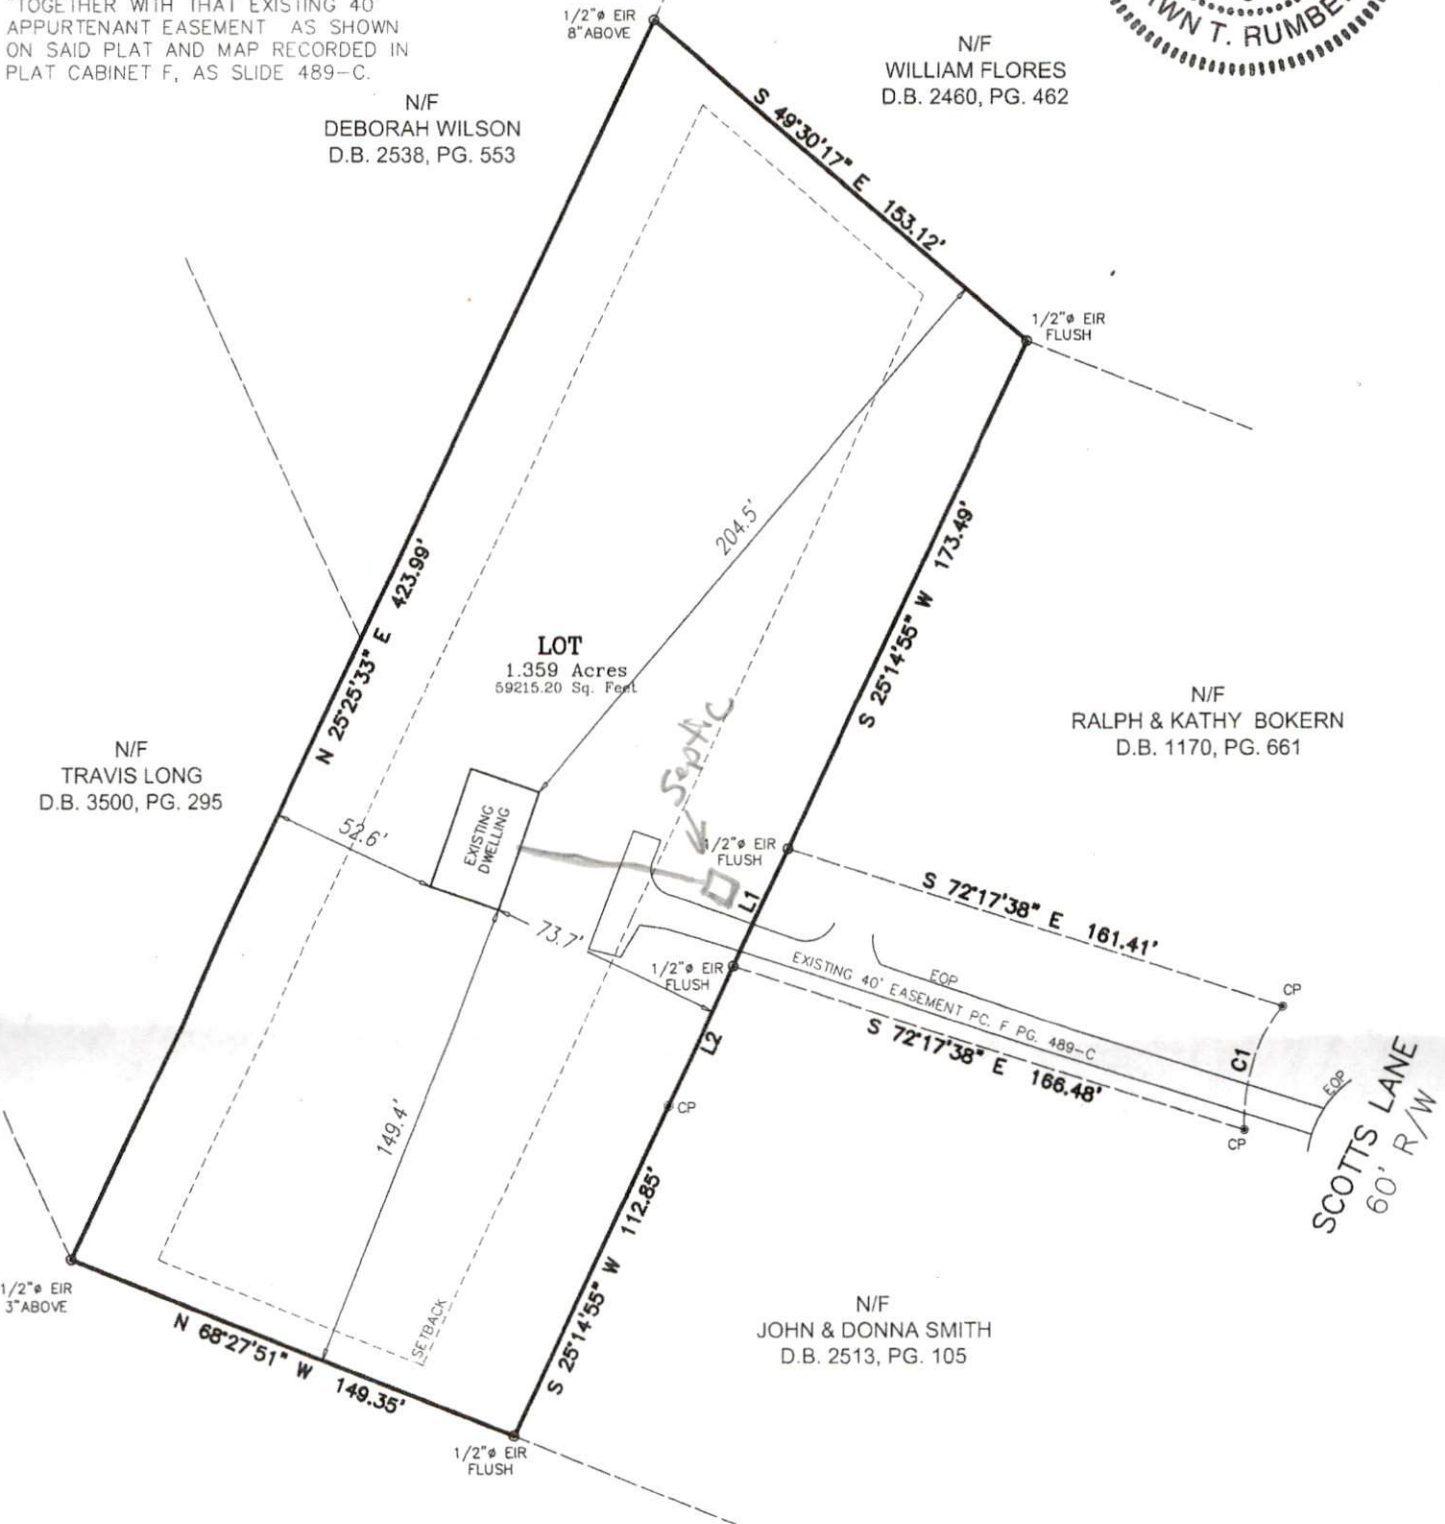 TOGETHER WITH THAT EXISTING 40'
APPURTENANT EASEMENT AS SHOWN
ON SAID PLAT AND MAP RECORDED IN
PLAT CABINET F, AS SLIDE 489-C.
1/2"ø EIR
8"ABOVE
WN T. RUMBE
N/F
WILLIAM FLORES
D.B. 2460, PG. 462
N/F
DEBORAH WILSON
D.B. 2538, PG. 553
S 49°30'17" E 153.12'
1/2"ø EIR
FLUSH
204.5'
S 25°14'55" W 173.49'
N 25°25'33" E 423.99'
LOT
1.359 Acres
59215.20 Sq. Feet
Septic
N/F
RALPH & KATHY BOKERN
D.B. 1170, PG. 661
N/F
TRAVIS LONG
D.B. 3500, PG. 295
52.6'
EXISTING
DWELLING
1/2"ø EIR
FLUSH
L1
S 72°17'38" E 161.41'
73.7'
1/2"ø EIR
FLUSH
EOP
EXISTING 40' EASEMENT PC. F PG. 489-C
CP
S 72°17'38" E 166.48'
L2
C1
EOP
CP
CP
SCOTTS LANE
60' R/W
149.4'
S 25°14'55" W 112.85'
1/2"ø EIR
3"ABOVE
N 68°27'51" W 149.35'
SETBACK
N/F
JOHN & DONNA SMITH
D.B. 2513, PG. 105
1/2"ø EIR
FLUSH